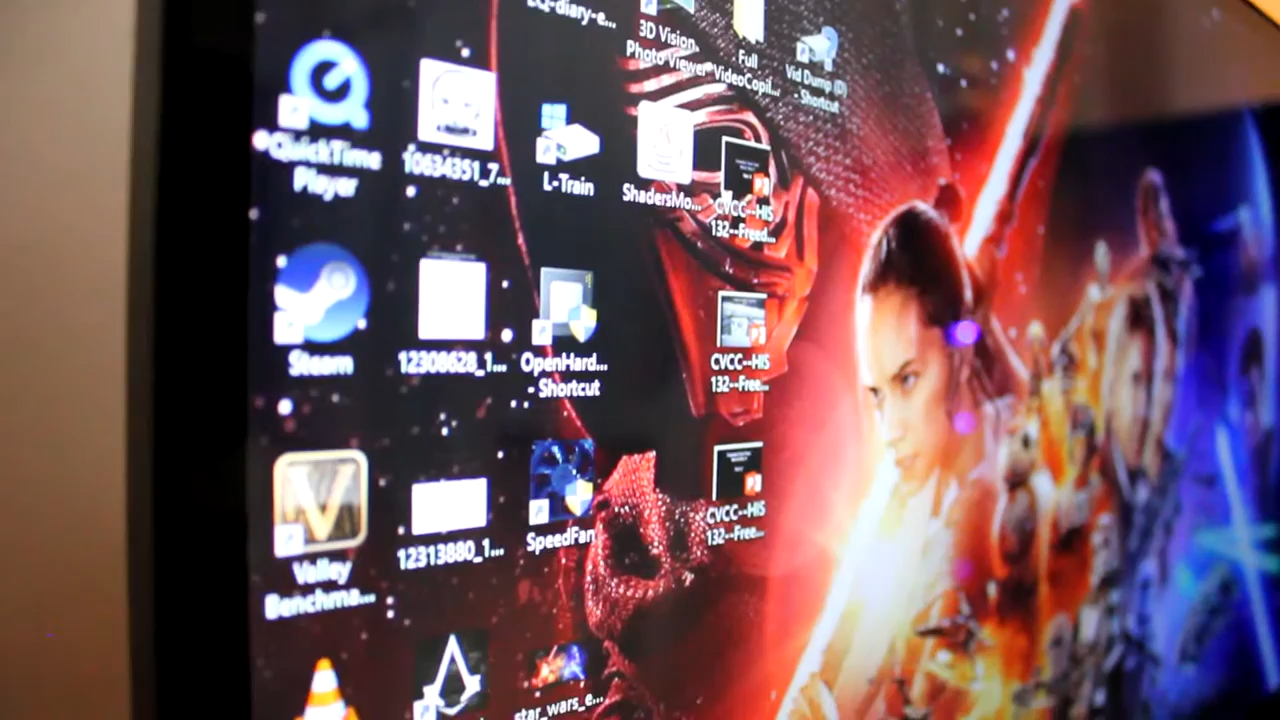 QuickTime
Player
Steam
Valley
Benchma...
10634351_7...
12308628_1...
12313880_1...
EQ-diary-e...
L-Train
OpenHard...
- Shortcut
SpeedFan
star_wars_e...
3D Vision
Photo Viewer
ShadersMo...
Full
VideoCopil...
CVCC--HIS
132--Freed...
CVCC--HIS
132--Free...
CVCC--HIS
132--Free...
Vid Dump (D)
- Shortcut